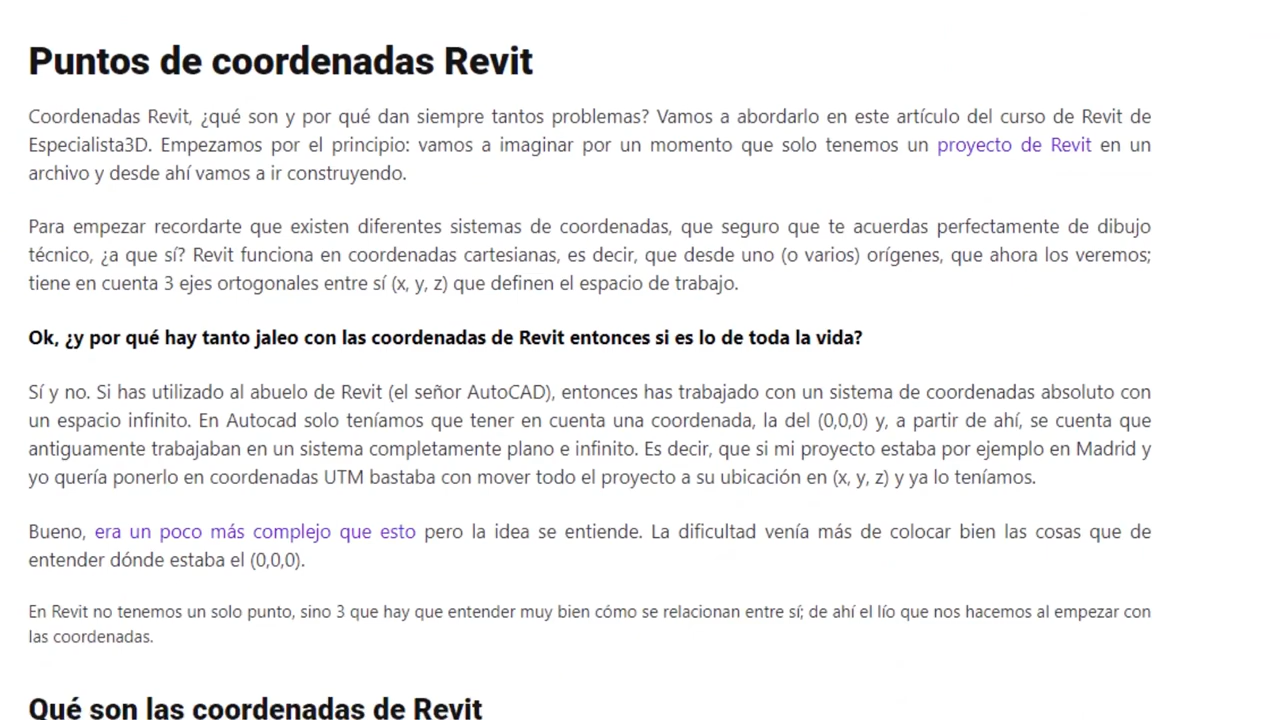 Puntos de coordenadas Revit
Coordenadas Revit, ¿qué son y por qué dan siempre tantos problemas? Vamos a abordarlo en este artículo del curso de Revit de
Especialista3D. Empezamos por el principio: vamos a imaginar por un momento que solo tenemos un proyecto de Revit en un
archivo y desde ahí vamos a ir construyendo.
Para empezar recordarte que existen diferentes sistemas de coordenadas, que seguro que te acuerdas perfectamente de dibujo
técnico, ¿a que sí? Revit funciona en coordenadas cartesianas, es decir, que desde uno (o varios) orígenes, que ahora los veremos;
tiene en cuenta 3 ejes ortogonales entre sí (x, y, z) que definen el espacio de trabajo.
Ok, ¿y por qué hay tanto jaleo con las coordenadas de Revit entonces si es lo de toda la vida?
Sí y no. Si has utilizado al abuelo de Revit (el señor AutoCAD), entonces has trabajado con un sistema de coordenadas absoluto con
un espacio infinito. En Autocad solo teníamos que tener en cuenta una coordenada, la del (0,0,0) y, a partir de ahí, se cuenta que
antiguamente trabajaban en un sistema completamente plano e infinito. Es decir, que si mi proyecto estaba por ejemplo en Madrid y
yo quería ponerlo en coordenadas UTM bastaba con mover todo el proyecto a su ubicación en (x, y, z) y ya lo teníamos.
Bueno, era un poco más complejo que esto pero la idea se entiende. La dificultad venía más de colocar bien las cosas que de
entender dónde estaba el (0,0,0).
En Revit no tenemos un solo punto, sino 3 que hay que entender muy bien cómo se relacionan entre sí; de ahí el lío que nos hacemos al empezar con
las coordenadas.
Qué son las coordenadas de Revit